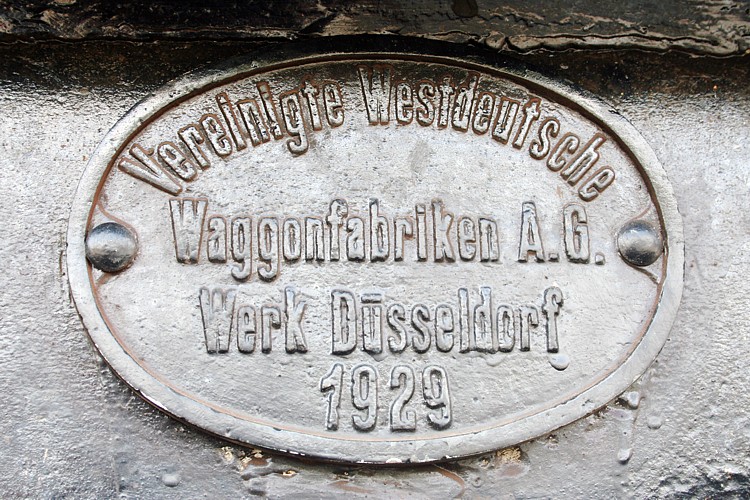 Vereinigte Westdeutsche
Waggonfabriken A.G.
Werk Düsseldorf
1929